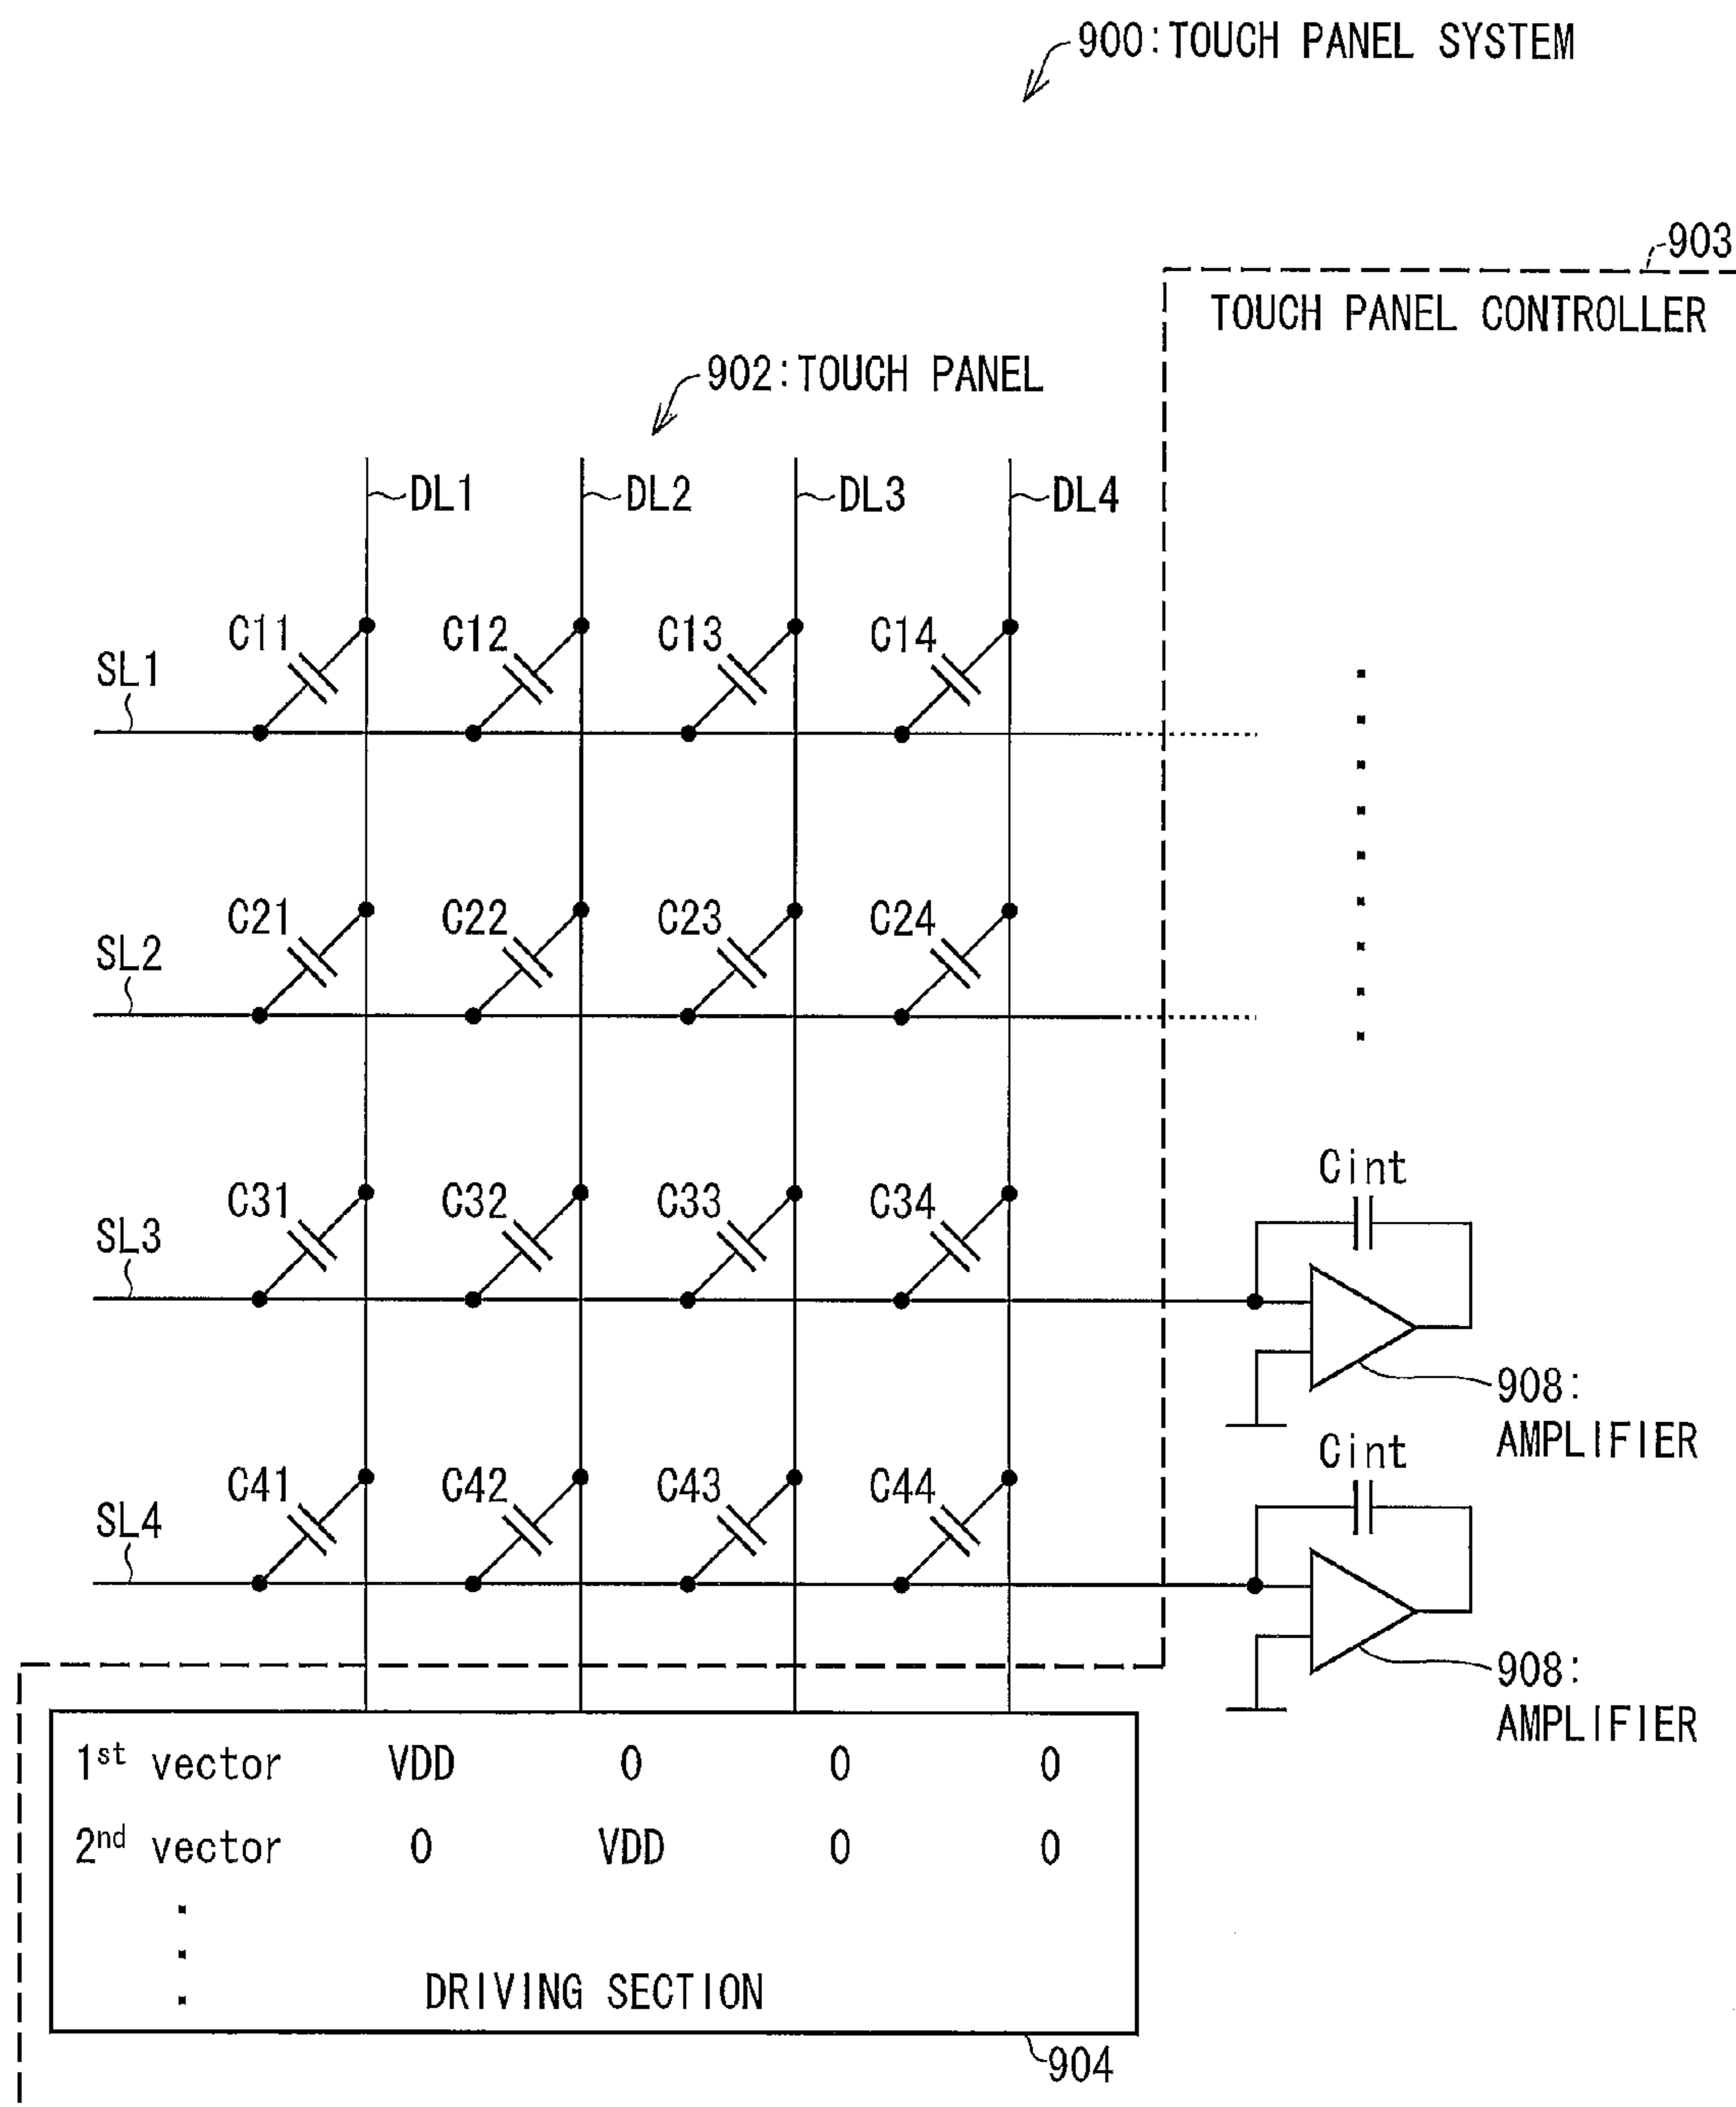 900:TOUCH PANEL SYSTEM
903
TOUCH PANEL CONTROLLER
902:TOUCH PANEL
DL1 DL2 DL3 DL4
C11 C12 C13 C14
SL1
C21 C22 C23 C24
SL2
C31 C32 C33 C34
SL3
Cint
908:
AMPLIFIER
C41 C42 C43 C44
SL4
Cint
908:
AMPLIFIER
1st vector VDD 0 0 0
2nd vector 0 VDD 0 0
DRIVING SECTION
904